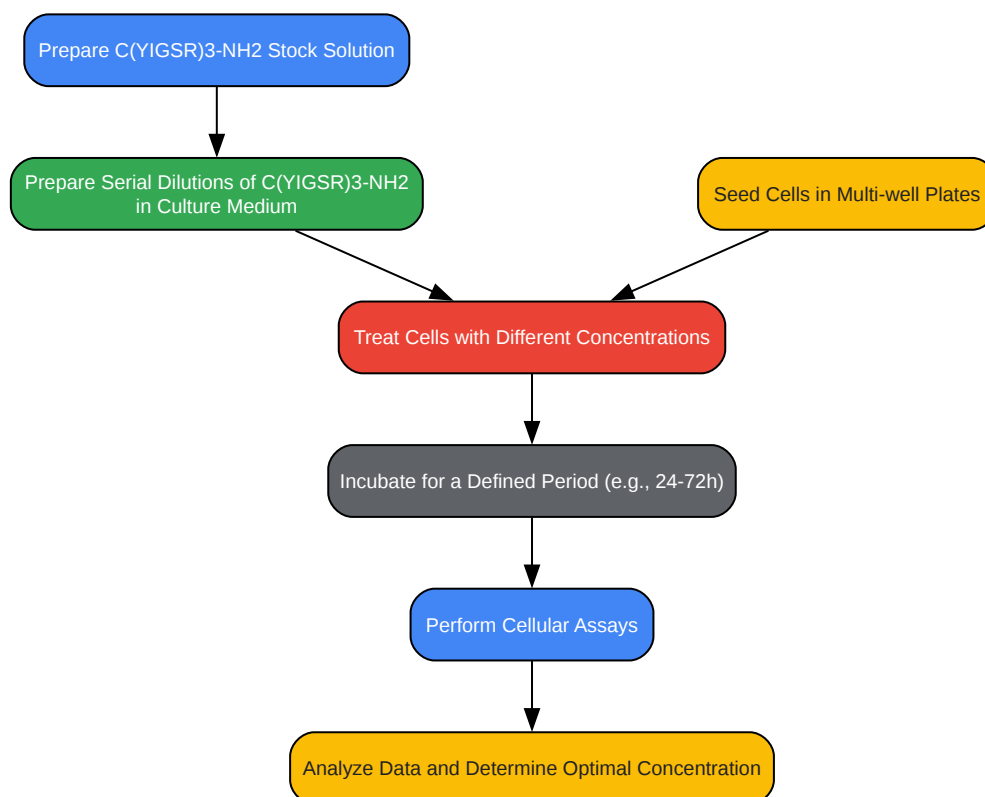 Prepare C(YIGSR)3-NH2 Stock Solution
Prepare Serial Dilutions of C(YIGSR)3-NH2
in Culture Medium
Seed Cells in Multi-well Plates
Treat Cells with Different Concentrations
Incubate for a Defined Period (e.g., 24-72h)
Perform Cellular Assays
Analyze Data and Determine Optimal Concentration